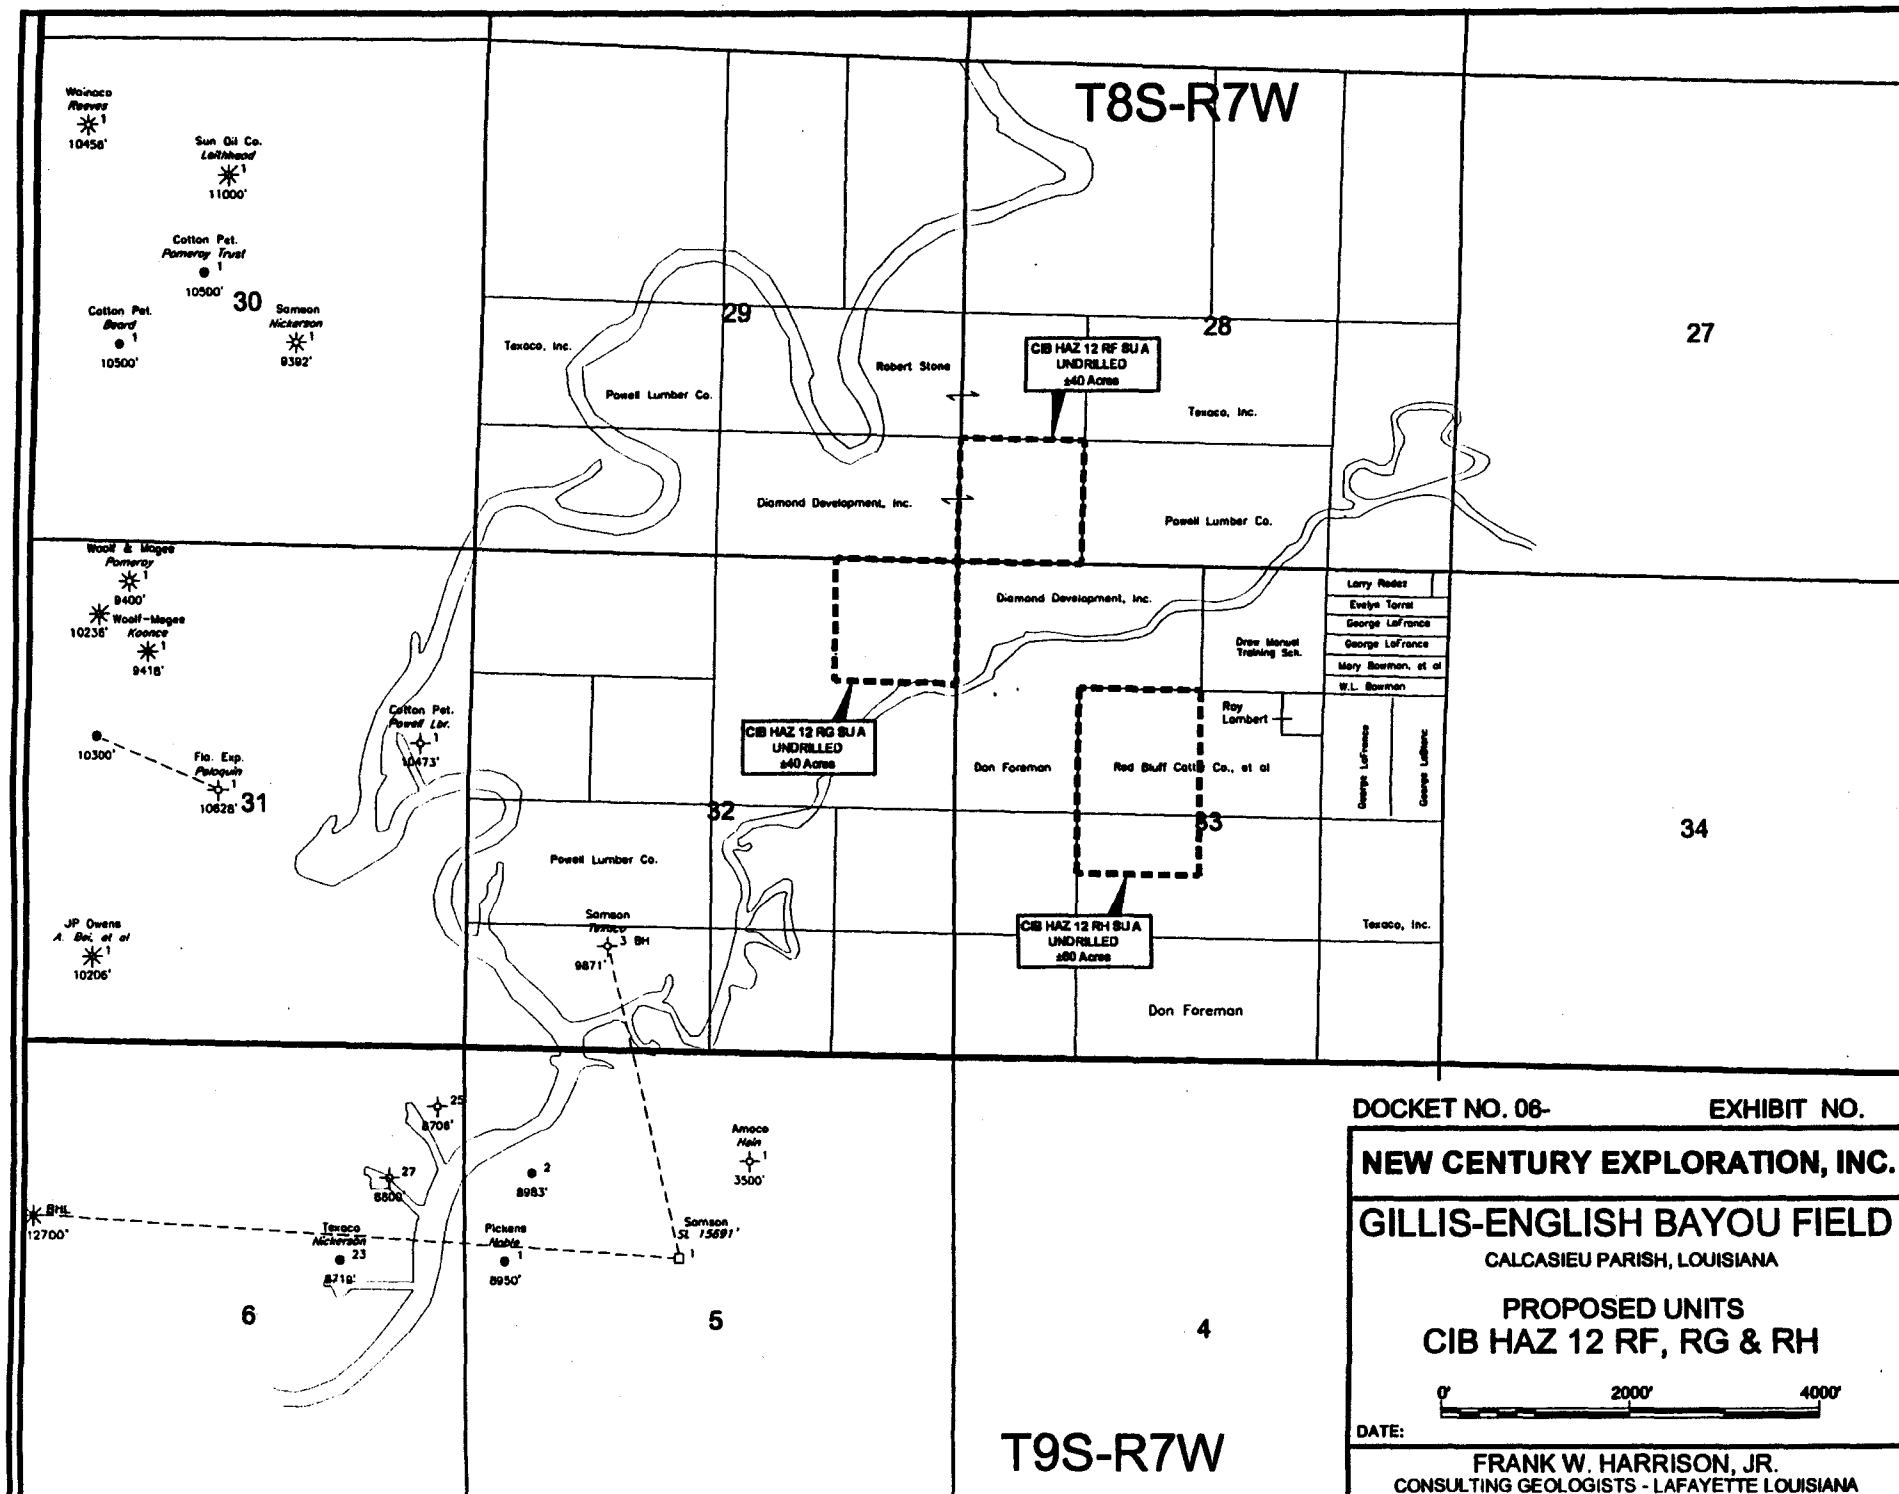 T8S-R7W
Wainoco
Reeves
1
10458'
Sun Oil Co.
Leithhead
1
11000'
Cotton Pet.
Pomeroy Trust
1
10500'
30
Cotton Pet.
Beard
1
10500'
Samson
Nickerson
1
9392'
29
28
27
Texaco, Inc.
Powell Lumber Co.
Robert Stone
CIB HAZ 12 RF SU A
UNDRILLED
±40 Acres
Texaco, Inc.
Diamond Development, Inc.
Powell Lumber Co.
Woolf & Magee
Pomeroy
1
9400'
10236'
Woolf-Magee
Koonce
1
9418'
Diamond Development, Inc.
Larry Rodez
Evelyn Torrel
George LaFrance
George LaFrance
Mary Bowman, et al
W.L. Bowman
Drew Manual
Training Sch.
Roy
Lambert
George LaFrance
George LeBlanc
Cotton Pet.
Powell Lbr.
1
10473'
10300'
Fla. Exp.
Peloquin
1
10628'
31
CIB HAZ 12 RG SU A
UNDRILLED
±40 Acres
32
Don Foreman
Red Bluff Cattle Co., et al
33
34
Powell Lumber Co.
JP Owens
A. Bel, et al
1
10206'
Samson
Texaco
3 BH
9871'
CIB HAZ 12 RH SU A
UNDRILLED
±60 Acres
Texaco, Inc.
Don Foreman
25
8708'
27
8800'
2
8983'
Amoco
Hein
1
3500'
BHL
12700'
Texaco
Nickerson
23
8719'
Pickens
Noble
1
8950'
Samson
SL 15691'
1
6
5
4
T9S-R7W
DOCKET NO. 06- EXHIBIT NO.
NEW CENTURY EXPLORATION, INC.
GILLIS-ENGLISH BAYOU FIELD
CALCASIEU PARISH, LOUISIANA
PROPOSED UNITS
CIB HAZ 12 RF, RG & RH
0' 2000' 4000'
DATE:
FRANK W. HARRISON, JR.
CONSULTING GEOLOGISTS - LAFAYETTE LOUISIANA